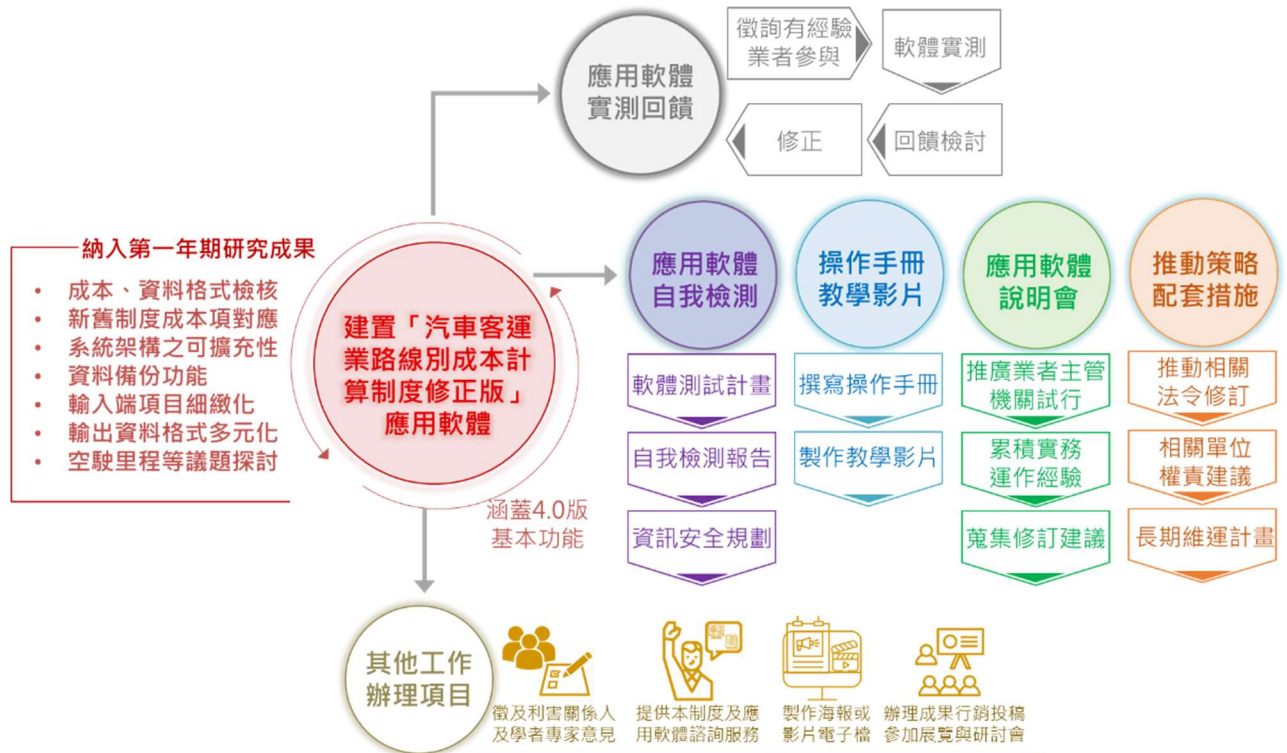 應用軟體
實測回饋
徵詢有經驗
業者參與
軟體實測
回饋檢討
修正
納入第一年期研究成果
• 成本、資料格式檢核
• 新舊制度成本項對應
• 系統架構之可擴充性
• 資料備份功能
• 輸入端項目細緻化
• 輸出資料格式多元化
• 空駛里程等議題探討
建置「汽車客運
業路線別成本計
算制度修正版」
應用軟體
涵蓋4.0版
基本功能
應用軟體
自我檢測
軟體測試計畫
自我檢測報告
資訊安全規劃
操作手冊
教學影片
撰寫操作手冊
製作教學影片
應用軟體
說明會
推廣業者主管
機關試行
累積實務
運作經驗
蒐集修訂建議
推動策略
配套措施
推動相關
法令修訂
相關單位
權責建議
長期維運計畫
其他工作
辦理項目
徵及利害關係人
及學者專家意見
提供本制度及應
用軟體諮詢服務
製作海報或
影片電子檔
辦理成果行銷投稿
參加展覽與研討會